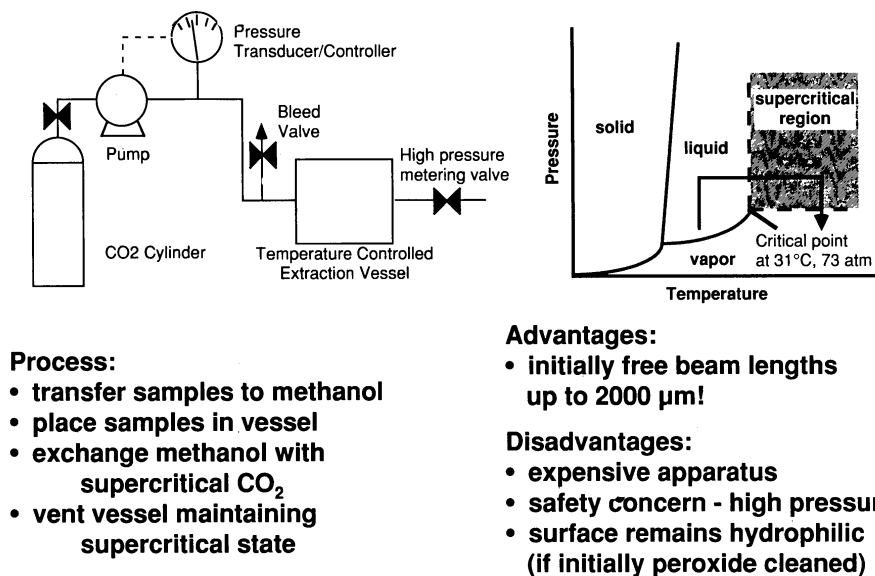 Pressure
Transducer/Controller
Bleed
Valve
Pump
High pressure
metering valve
CO2 Cylinder
Temperature Controlled
Extraction Vessel
Pressure
solid
liquid
supercritical
region
vapor
Critical point
at 31°C, 73 atm
Temperature
Process:
• transfer samples to methanol
• place samples in vessel
• exchange methanol with
supercritical CO2
• vent vessel maintaining
supercritical state
Advantages:
• initially free beam lengths
up to 2000 µm!
Disadvantages:
• expensive apparatus
• safety concern - high pressur
• surface remains hydrophilic
(if initially peroxide cleaned)